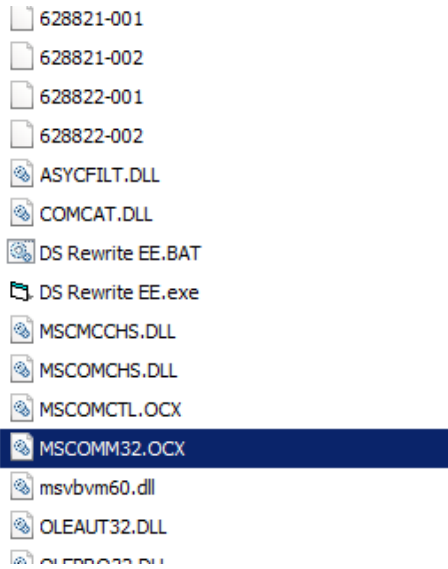 628821-001
628821-002
628822-001
628822-002
ASYCFILT.DLL
COMCAT.DLL
DS Rewrite EE.BAT
DS Rewrite EE.exe
MSCMCCHS.DLL
MSCOMCHS.DLL
MSCOMCTL.OCX
MSCOMM32.OCX
msvbvm60.dll
OLEAUT32.DLL